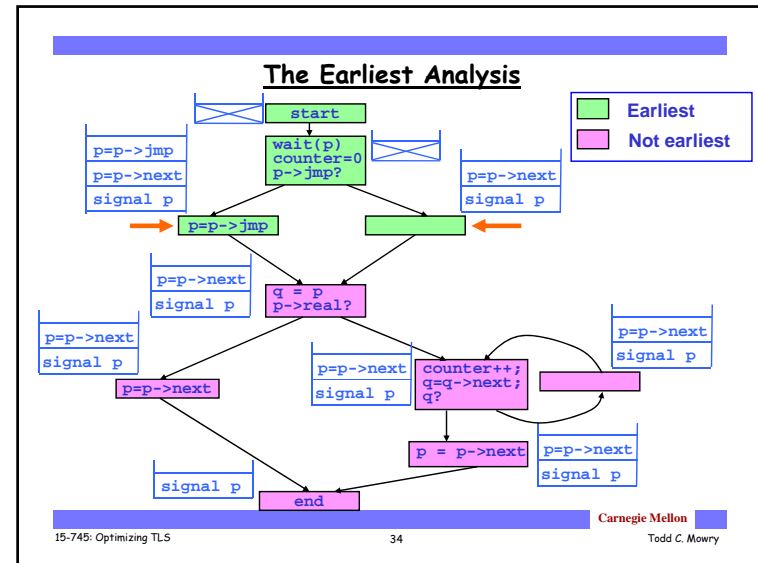 The Earliest Analysis
Earliest
Not earliest
start
wait(p)
counter=0
p->jmp?
p=p->jmp
p=p->next
signal p
p=p->next
signal p
p=p->jmp
p=p->next
signal p
q = p
p->real?
p=p->next
signal p
p=p->next
signal p
p=p->next
signal p
counter++;
q=q->next;
q?
p=p->next
p = p->next
p=p->next
signal p
signal p
end
Carnegie Mellon
15-745: Optimizing TLS
34
Todd C. Mowry